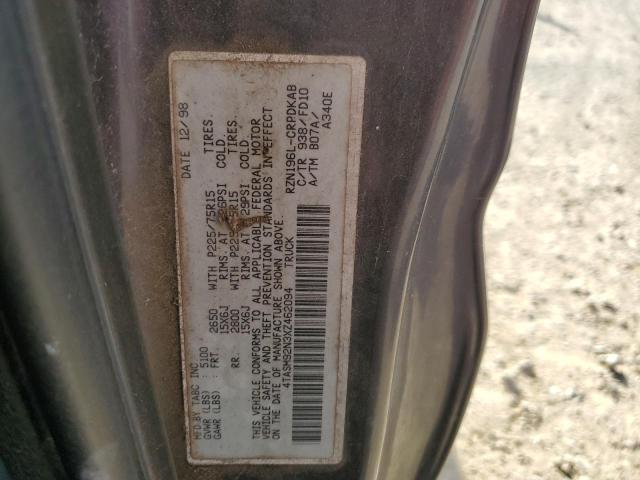 MFD BY TABC INC DATE 12/98
GVWR (LBS) : 5100
GAWR (LBS) : FRT. 2650 WITH P225/75R15 TIRES
15X6J RIMS. AT 26PSI COLD.
RR. 2800 WITH P225/75R15 TIRES.
15X6J RIMS. AT 29PSI COLD.
THIS VEHICLE CONFORMS TO ALL APPLICABLE FEDERAL MOTOR
VEHICLE SAFETY AND THEFT PREVENTION STANDARDS IN EFFECT
ON THE DATE OF MANUFACTURE SHOWN ABOVE.
4TASM92N3XZ462094 TRUCK
RZN196L-CRPDKAB
C/TR 938/FD10
A/TM B07A/
A340E